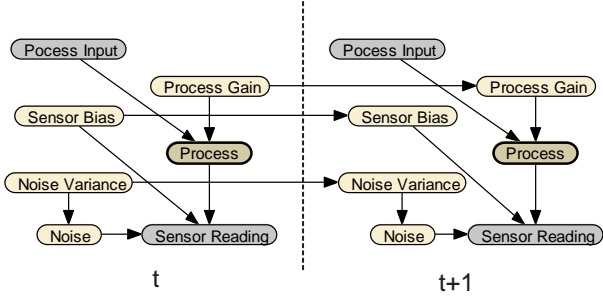 Pocess Input
Process Gain
Sensor Bias
Process
Noise Variance
Noise
Sensor Reading
t
Pocess Input
Process Gain
Sensor Bias
Process
Noise Variance
Noise
Sensor Reading
t+1